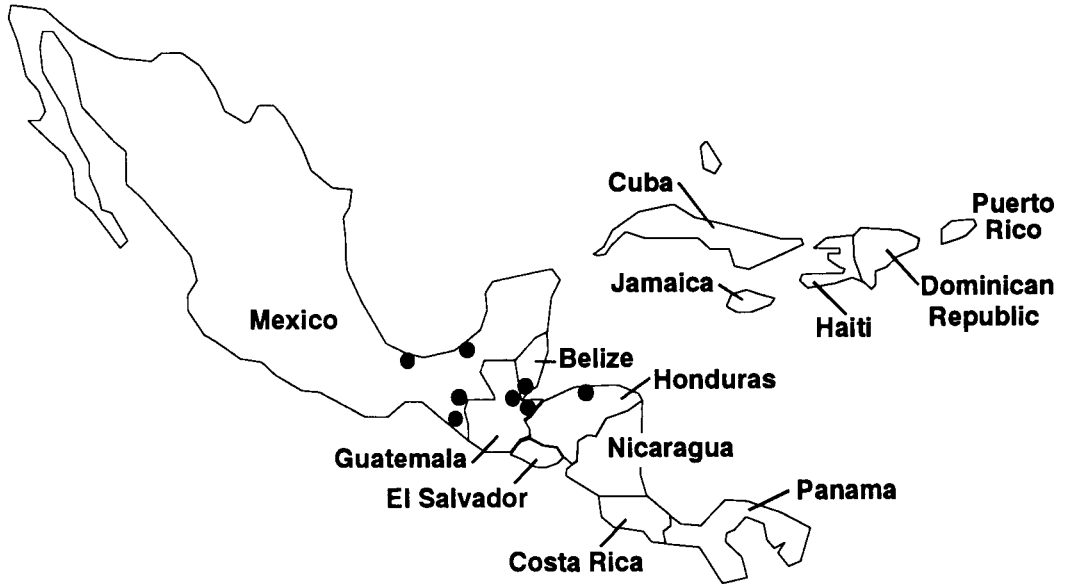 Cuba
Puerto
Rico
Jamaica
Dominican
Republic
Haiti
Mexico
Belize
Honduras
Guatemala
Nicaragua
El Salvador
Panama
Costa Rica